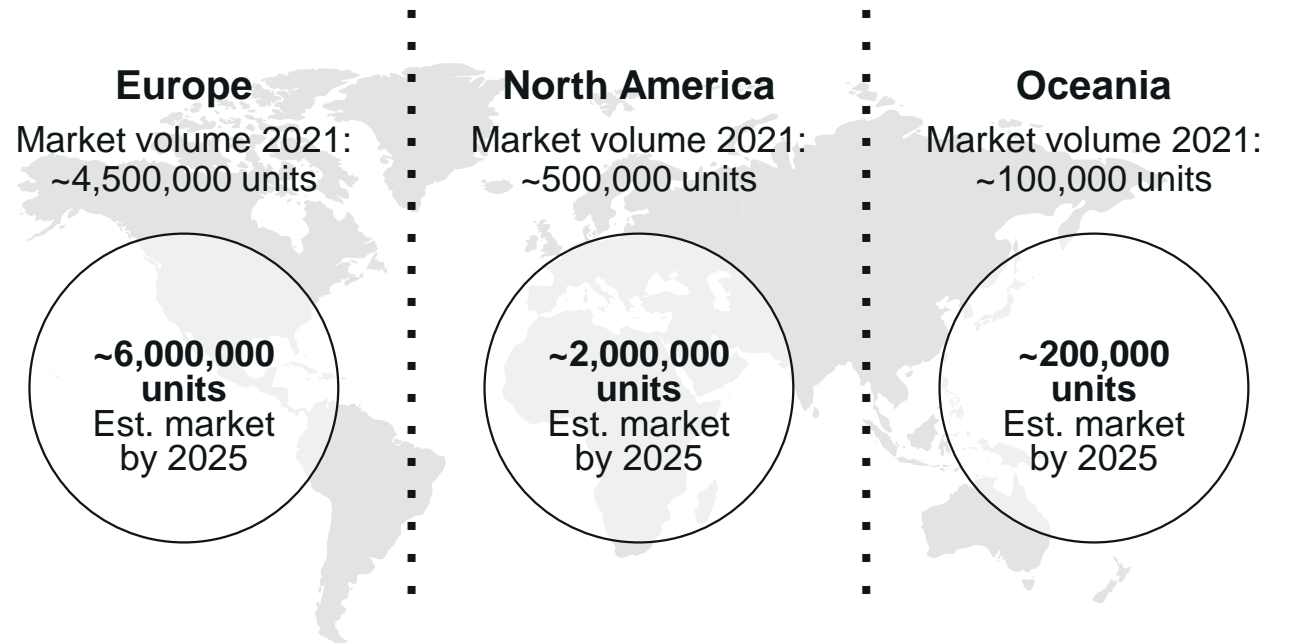 Europe
Market volume 2021:
~4,500,000 units
~6,000,000
units
Est. market
by 2025
North America
Market volume 2021:
~500,000 units
~2,000,000
units
Est. market
by 2025
Oceania
Market volume 2021:
~100,000 units
~200,000
units
Est. market
by 2025